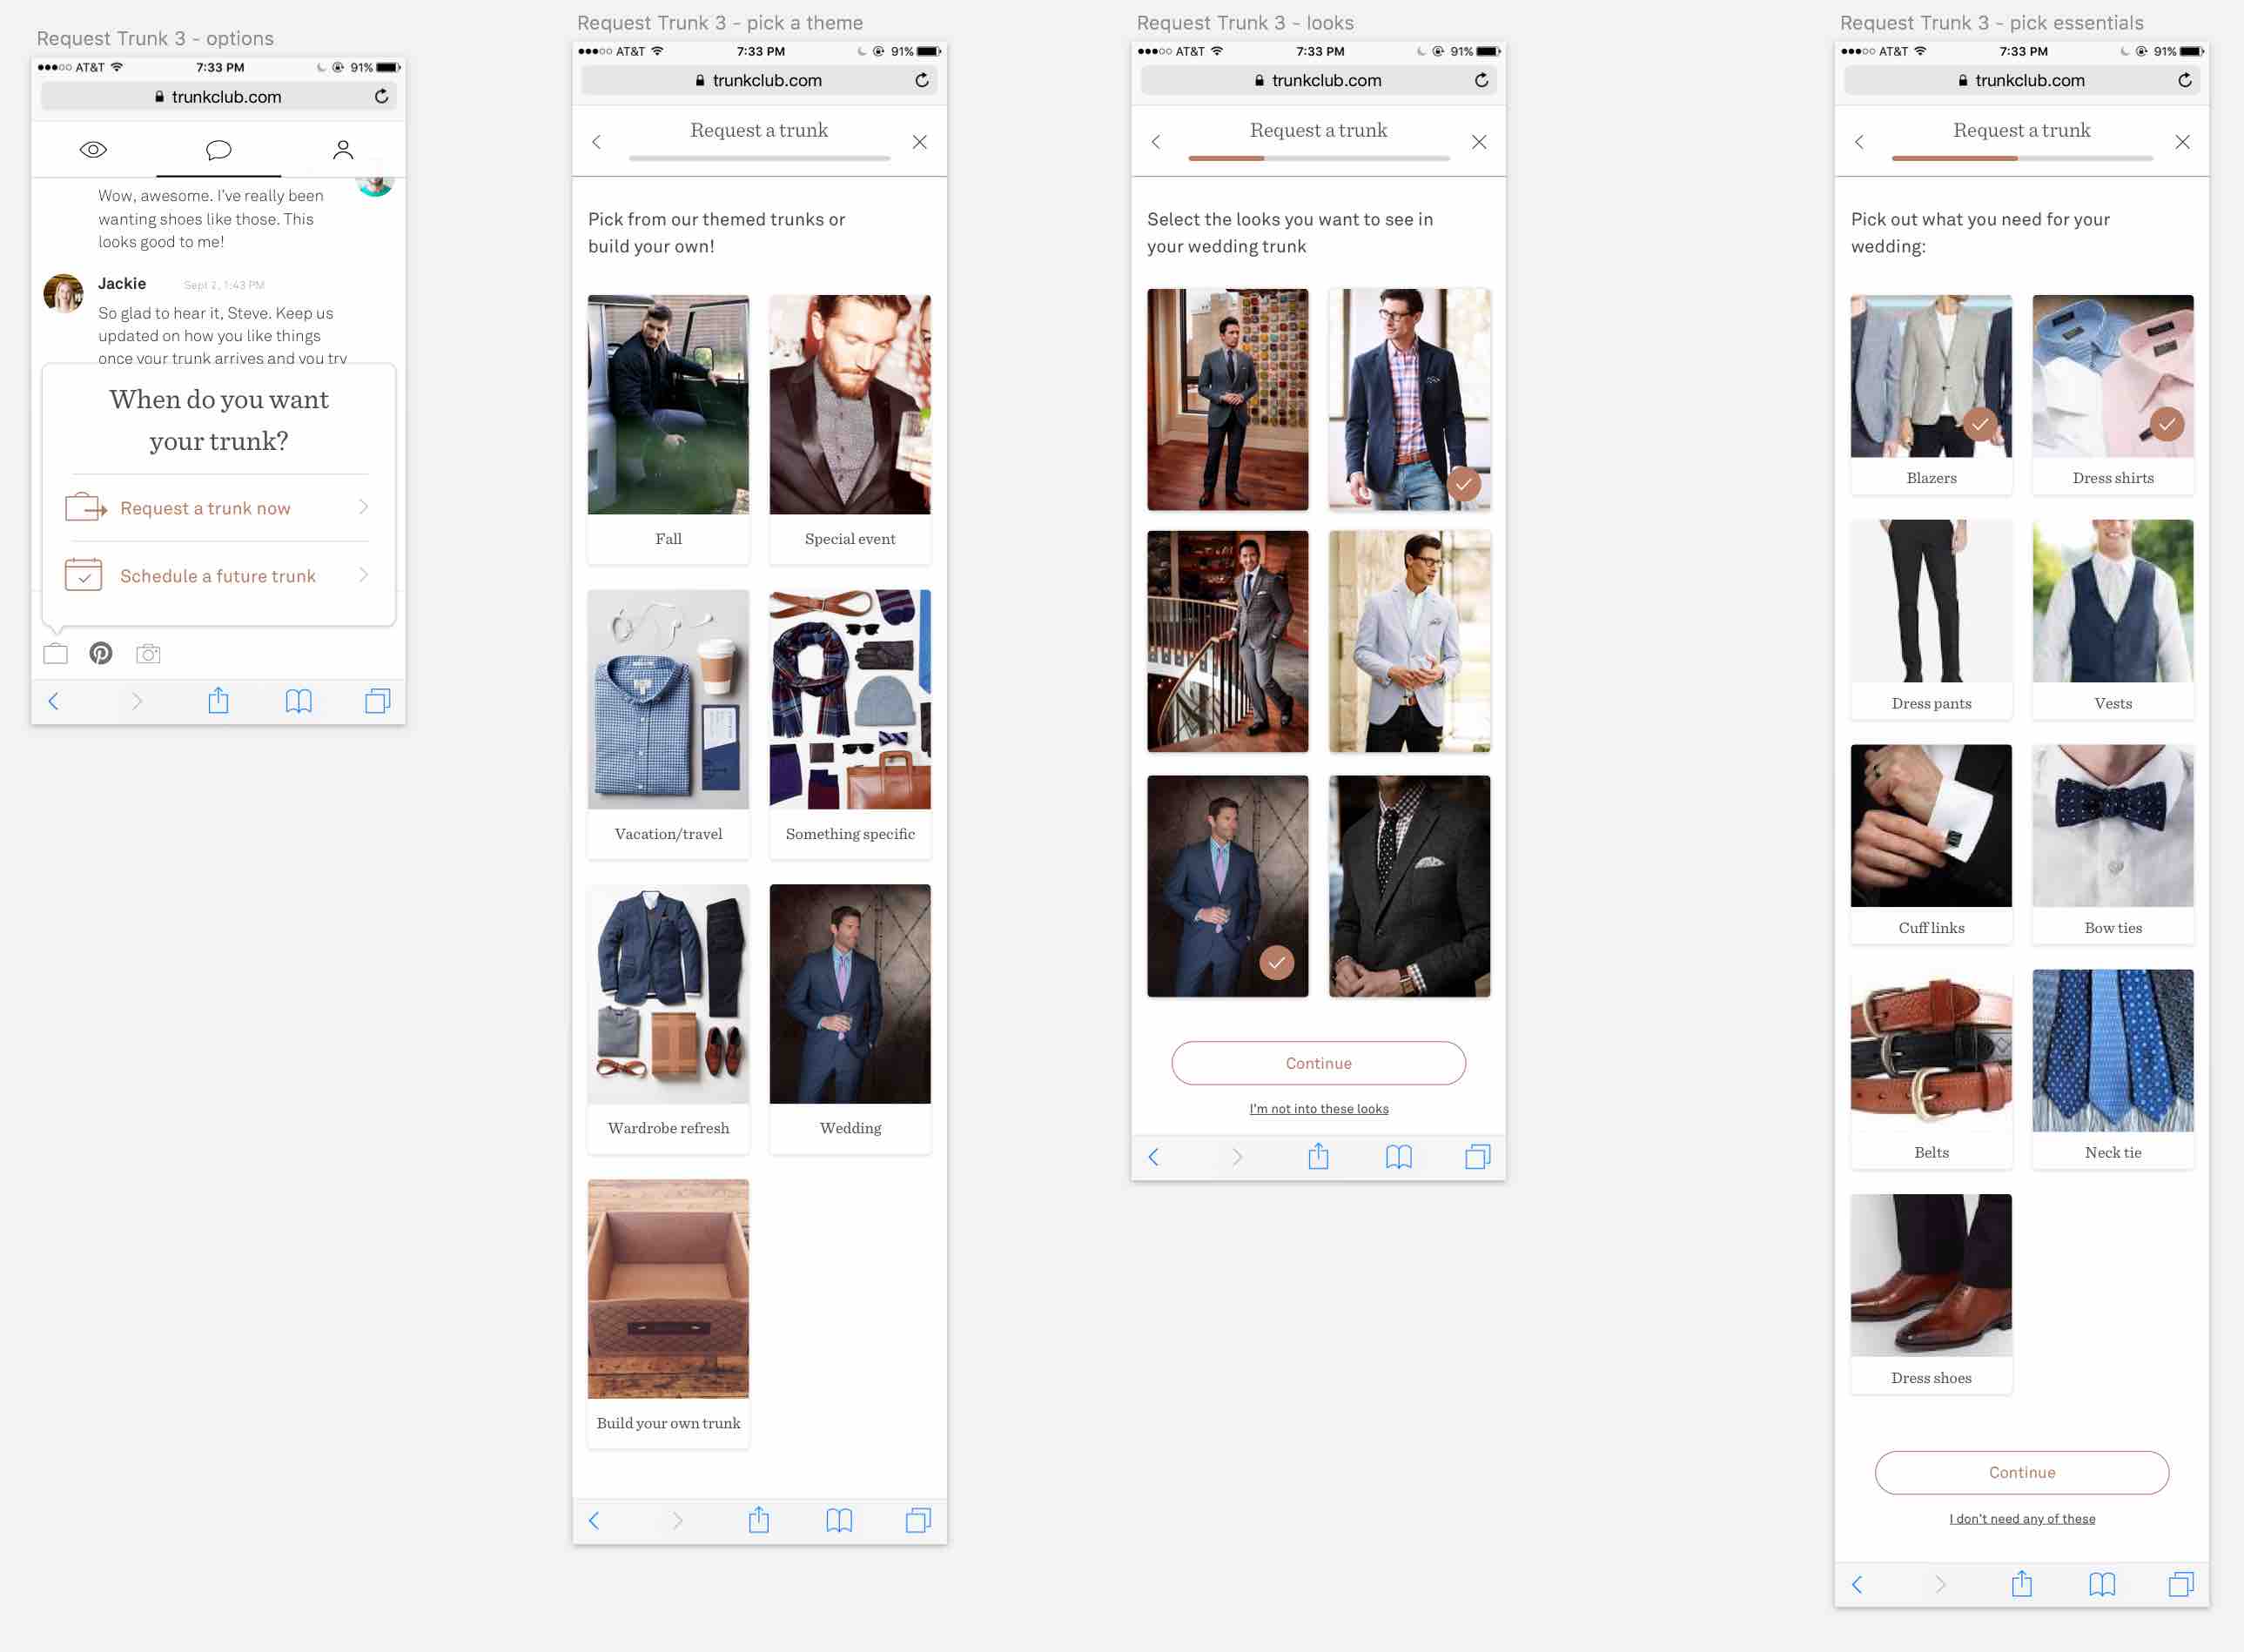 Request Trunk 3 - options
AT&T 7:33 PM 91%
trunkclub.com
Wow, awesome. I've really been
wanting shoes like those. This
looks good to me!
Jackie Sept 2, 1:43 PM
So glad to hear it, Steve. Keep us
updated on how you like things
once your trunk arrives and you try
When do you want
your trunk?
Request a trunk now
Schedule a future trunk
Request Trunk 3 - pick a theme
AT&T 7:33 PM 91%
trunkclub.com
Request a trunk
Pick from our themed trunks or
build your own!
Fall
Special event
Vacation/travel
Something specific
Wardrobe refresh
Wedding
Build your own trunk
Request Trunk 3 - looks
AT&T 7:33 PM 91%
trunkclub.com
Request a trunk
Select the looks you want to see in
your wedding trunk
Continue
I'm not into these looks
Request Trunk 3 - pick essentials
AT&T 7:33 PM 91%
trunkclub.com
Request a trunk
Pick out what you need for your
wedding:
Blazers
Dress shirts
Dress pants
Vests
Cuff links
Bow ties
Belts
Neck tie
Dress shoes
Continue
I don't need any of these